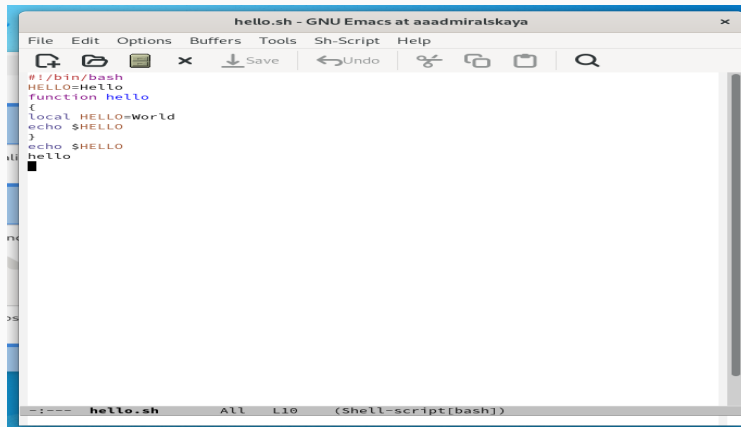 hello.sh - GNU Emacs at aaadmiralskaya
File Edit Options Buffers Tools Sh-Script Help
Save Undo
#!/bin/bash
HELLO=Hello
function hello
{
local HELLO=World
echo $HELLO
}
echo $HELLO
hello
-:--- hello.sh All L10 (Shell-script[bash])